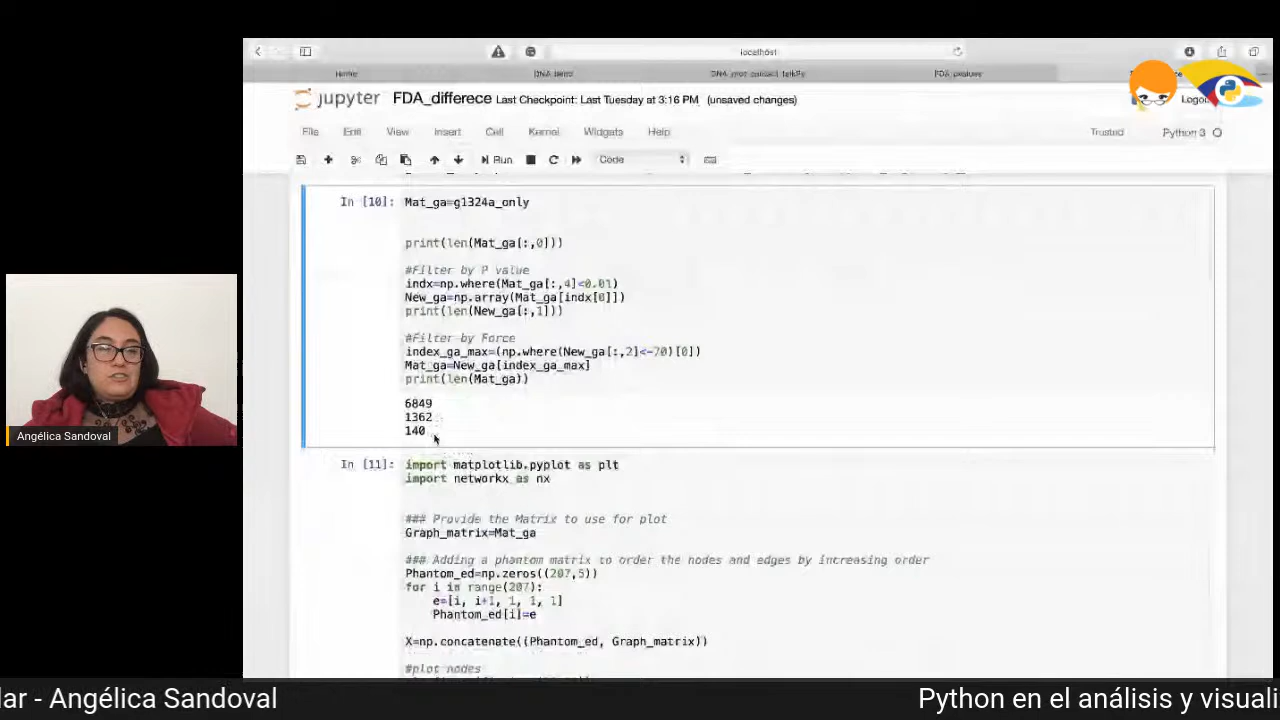 localhost
Home
DNA_demo
FDA_analyse
jupyter FDA_differece Last Checkpoint: Last Tuesday at 3:16 PM (unsaved changes)
Logout
File Edit View Insert Cell Kernel Widgets Help
Trusted Python 3
Run Code
In [10]: Mat_ga=g1324a_only
print(len(Mat_ga[:,0]))
#Filter by P value
indx=np.where(Mat_ga[:,4]<0.01)
New_ga=np.array(Mat_ga[indx[0]])
print(len(New_ga[:,1]))
#Filter by Force
index_ga_max=(np.where(New_ga[:,2]<-70)[0])
Mat_ga=New_ga[index_ga_max]
print(len(Mat_ga))
6849
1362
140
In [11]: import matplotlib.pyplot as plt
import networkx as nx
### Provide the Matrix to use for plot
Graph_matrix=Mat_ga
### Adding a phantom matrix to order the nodes and edges by increasing order
Phantom_ed=np.zeros((207,5))
for i in range(207):
e=[i, i+1, 1, 1, 1]
Phantom_ed[i]=e
X=np.concatenate((Phantom_ed, Graph_matrix))
#plot nodes
Angélica Sandoval
lar - Angélica Sandoval
Python en el análisis y visuali